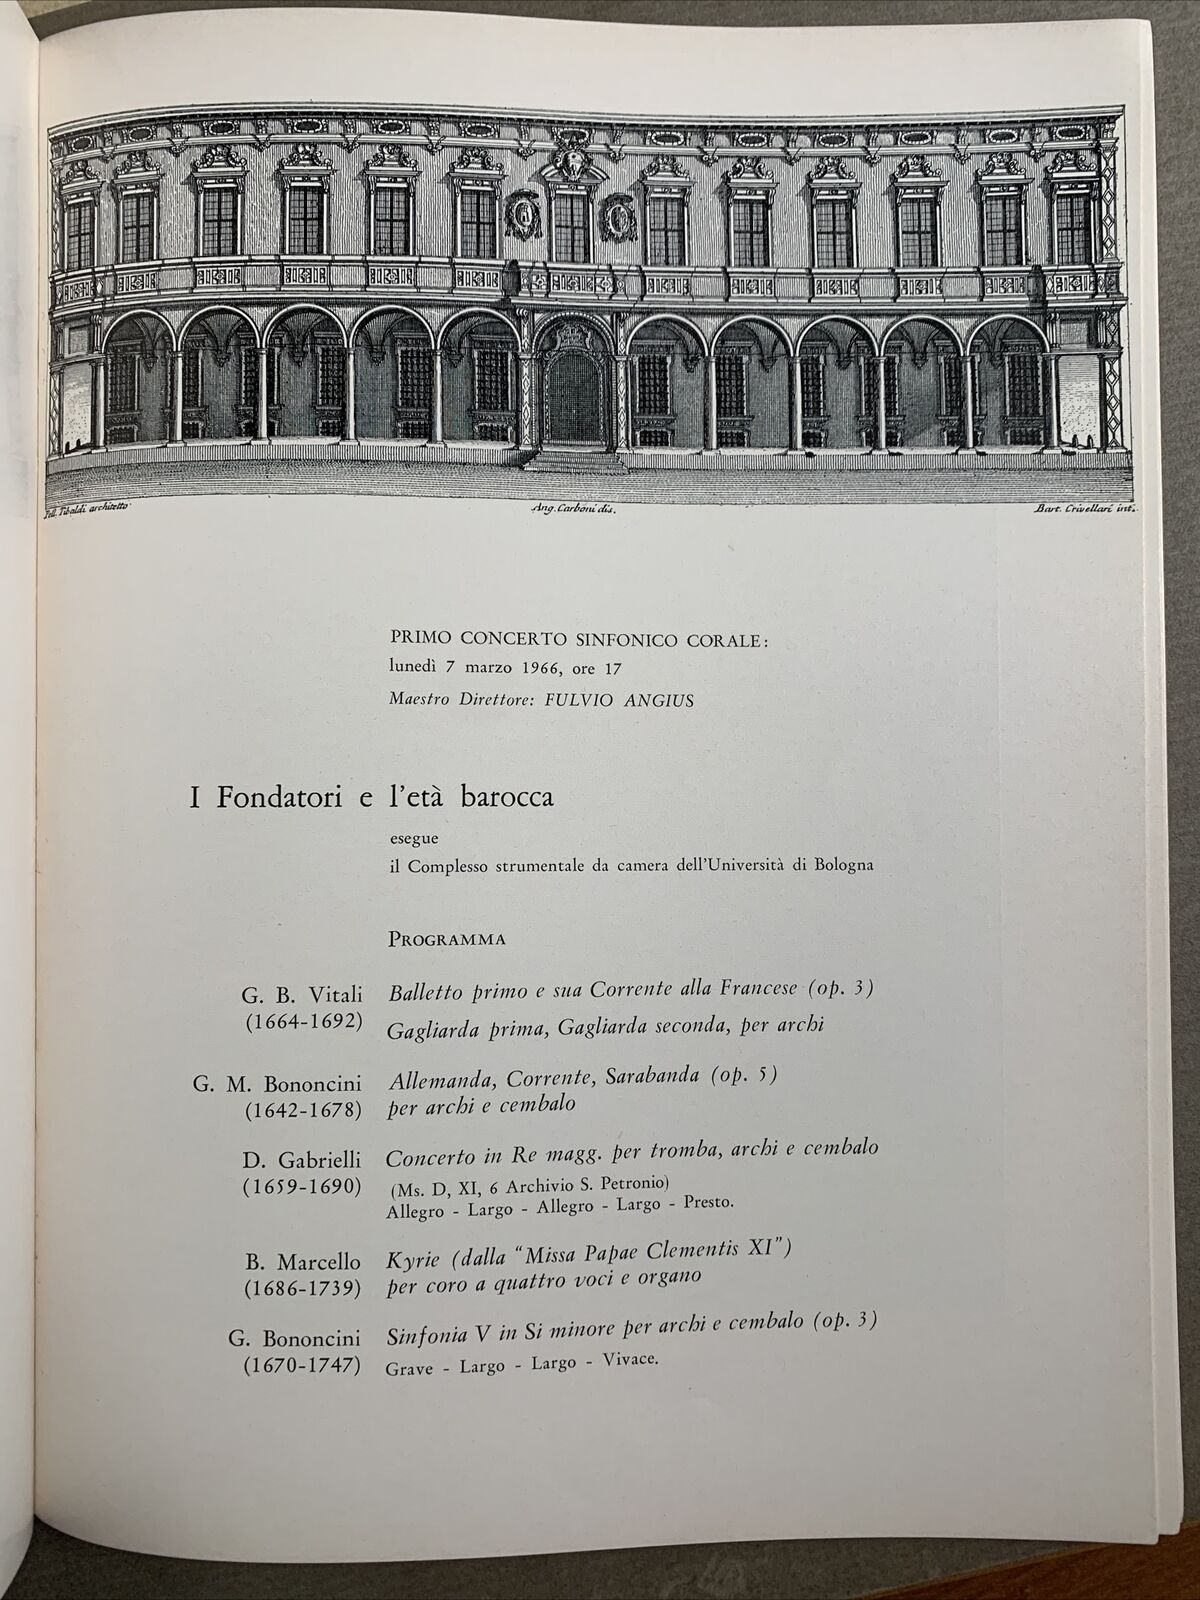 Pell. Tibaldi architetto
Ang. Carboni dis.
Bart. Crivellari int.
PRIMO CONCERTO SINFONICO CORALE:
lunedì 7 marzo 1966, ore 17
Maestro Direttore: FULVIO ANGIUS
I Fondatori e l'età barocca
esegue
il Complesso strumentale da camera dell'Università di Bologna
PROGRAMMA
G. B. Vitali Balletto primo e sua Corrente alla Francese (op. 3)
(1664-1692) Gagliarda prima, Gagliarda seconda, per archi
G. M. Bononcini Allemanda, Corrente, Sarabanda (op. 5)
(1642-1678) per archi e cembalo
D. Gabrielli Concerto in Re magg. per tromba, archi e cembalo
(1659-1690) (Ms. D, XI, 6 Archivio S. Petronio)
Allegro - Largo - Allegro - Largo - Presto.
B. Marcello Kyrie (dalla "Missa Papae Clementis XI")
(1686-1739) per coro a quattro voci e organo
G. Bononcini Sinfonia V in Si minore per archi e cembalo (op. 3)
(1670-1747) Grave - Largo - Largo - Vivace.